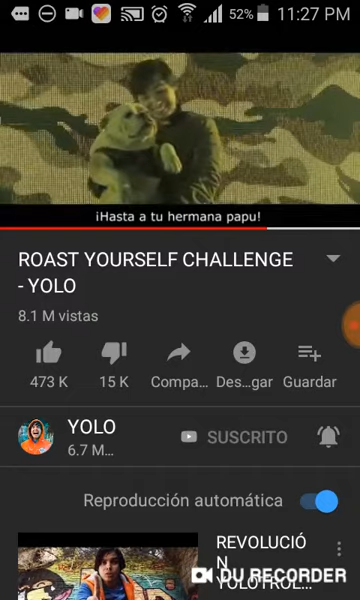 52% 11:27 PM
¡Hasta a tu hermana papu!
ROAST YOURSELF CHALLENGE
- YOLO
8.1 M vistas
473 K 15 K Compa... Des...gar Guardar
YOLO
SUSCRITO
6.7 M...
Reproducción automática
REVOLUCIÓ
N
YOLOTROL...
DU RECORDER